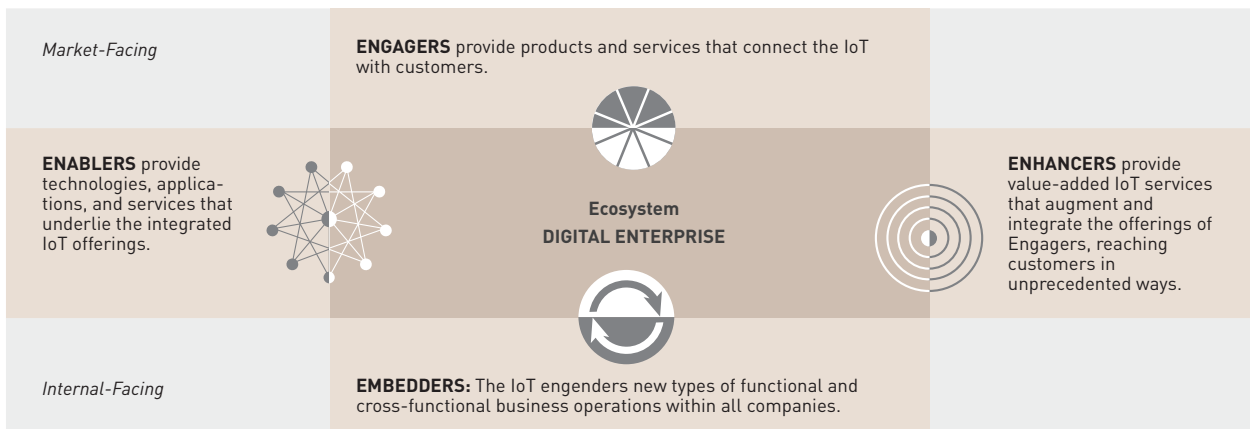 Market-Facing
ENGAGERS provide products and services that connect the IoT
with customers.
ENABLERS provide
technologies, applica-
tions, and services that
underlie the integrated
IoT offerings.
Ecosystem
DIGITAL ENTERPRISE
ENHANCERS provide
value-added IoT services
that augment and
integrate the offerings of
Engagers, reaching
customers in
unprecedented ways.
Internal-Facing
EMBEDDERS: The IoT engenders new types of functional and
cross-functional business operations within all companies.